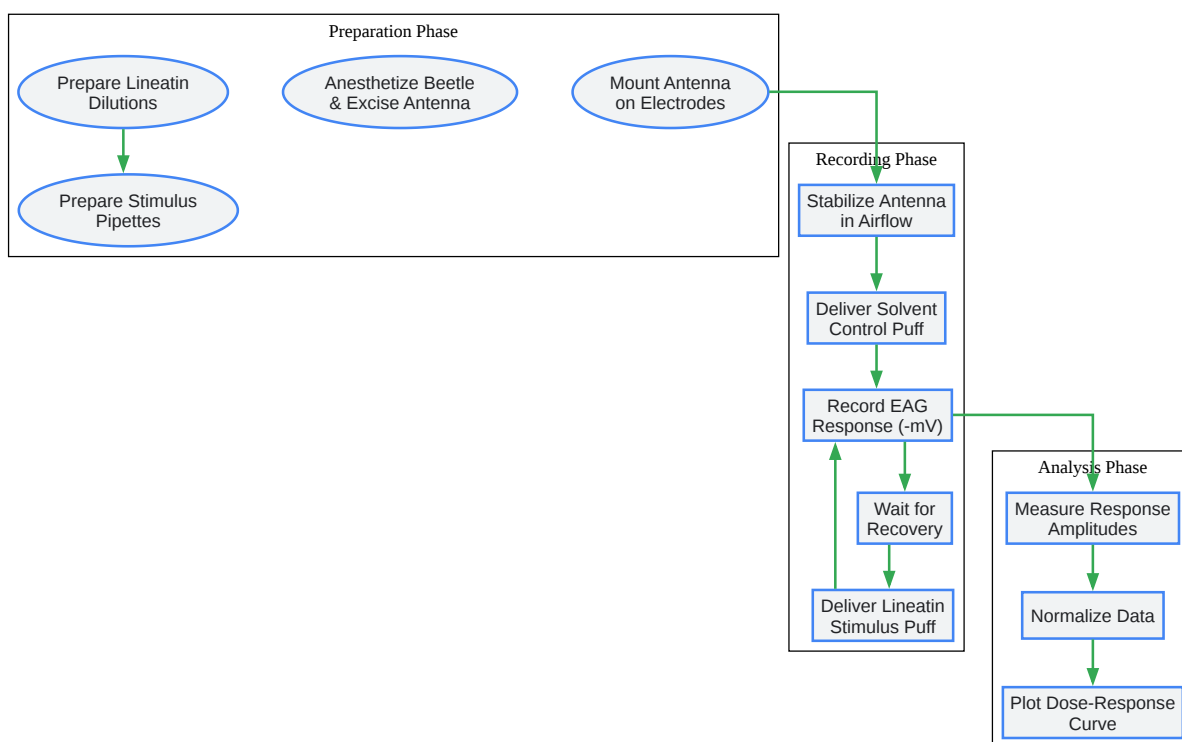 Preparation Phase
Prepare Lineatin
Dilutions
Anesthetize Beetle
& Excise Antenna
Mount Antenna
on Electrodes
Prepare Stimulus
Pipettes
Recording Phase
Stabilize Antenna
in Airflow
Deliver Solvent
Control Puff
Record EAG
Response (-mV)
Wait for
Recovery
Deliver Lineatin
Stimulus Puff
Analysis Phase
Measure Response
Amplitudes
Normalize Data
Plot Dose-Response
Curve